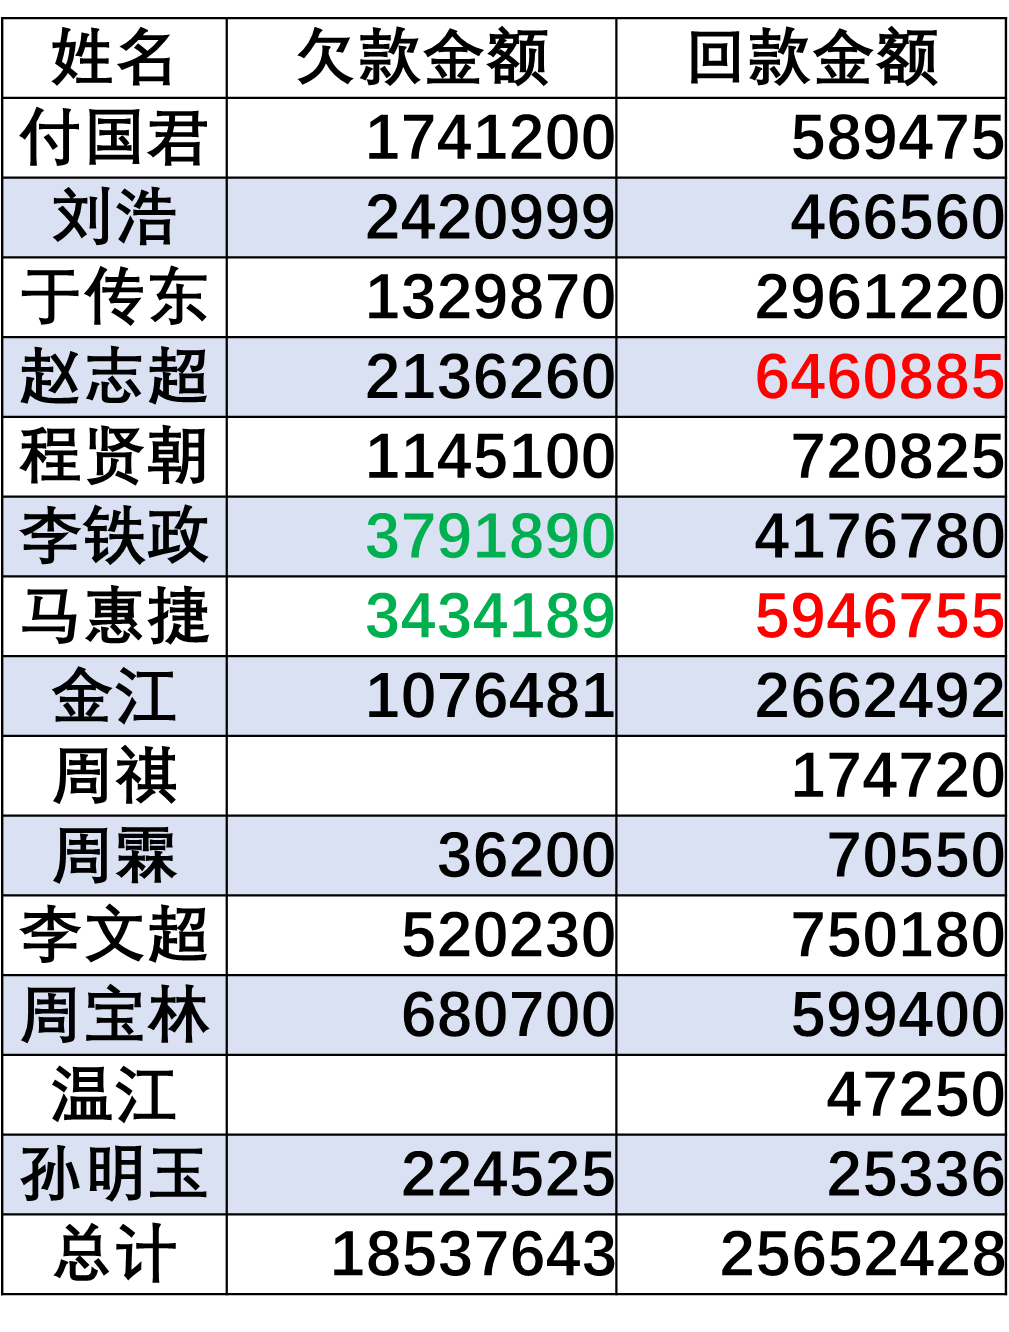 姓名 欠款金额 回款金额
付国君 1741200 589475
刘浩 2420999 466560
于传东 1329870 2961220
赵志超 2136260 6460885
程贤朝 1145100 720825
李铁政 3791890 4176780
马惠捷 3434189 5946755
金江 1076481 2662492
周祺 174720
周霖 36200 70550
李文超 520230 750180
周宝林 680700 599400
温江 47250
孙明玉 224525 25336
总计 18537643 25652428